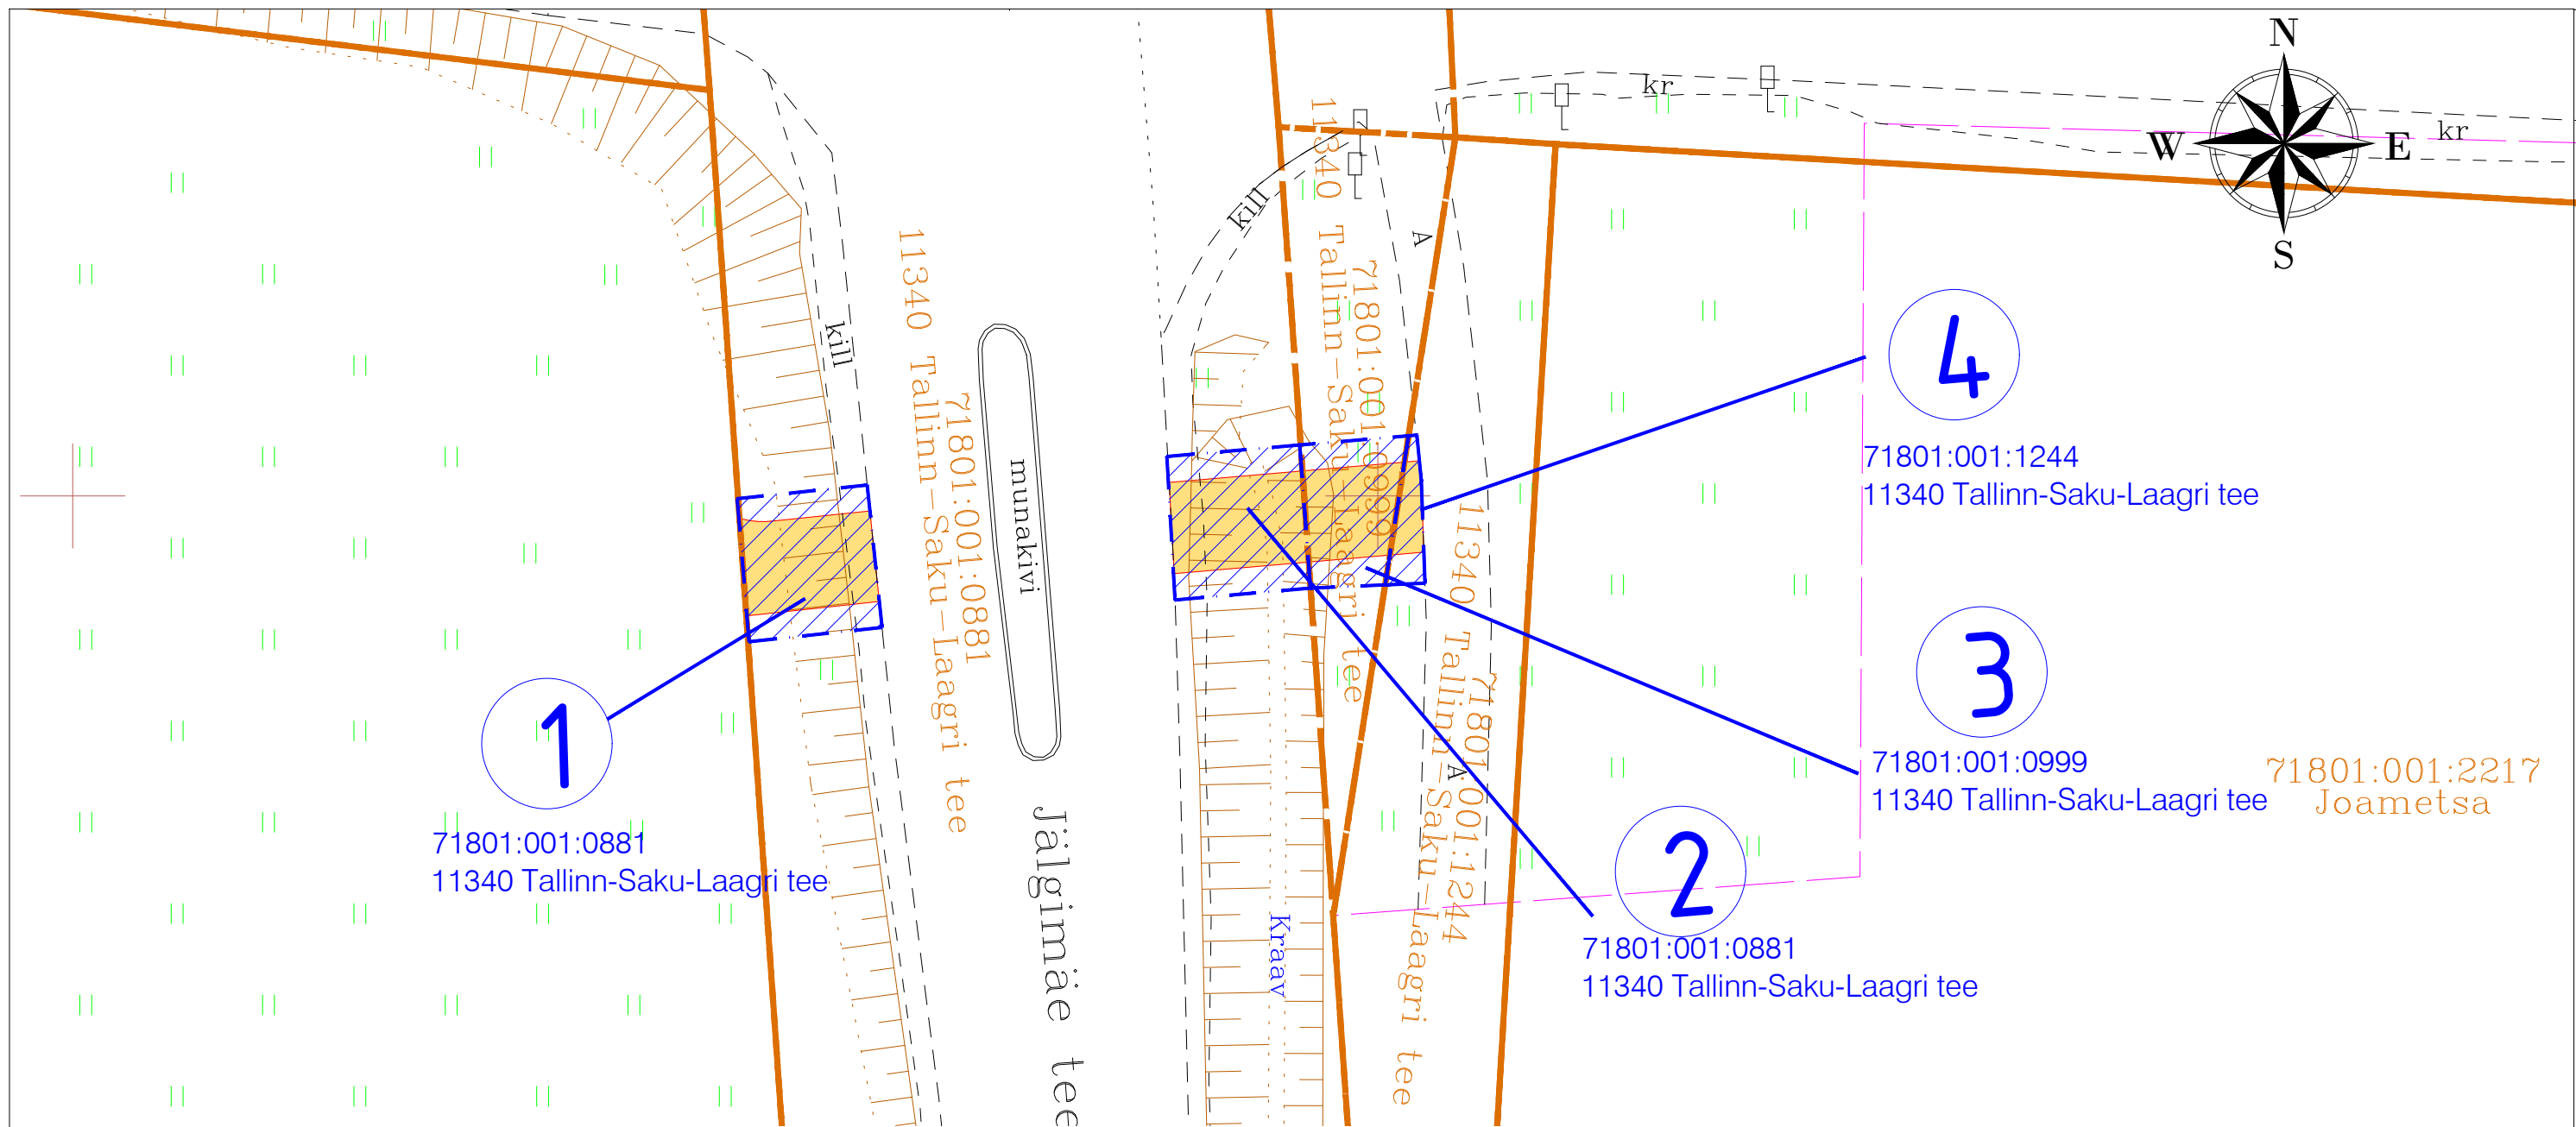 N
W
E
S
kr
kr
kill
kill
A
A
11340 Tallinn-Saku-Laagri tee
71801:001:0881
11340 Tallinn-Saku-Laagri tee
71801:001:0999
11340 Tallinn-Saku-Laagri tee
71801:001:1244
munakivi
Jälgimäe tee
Kraav
4
71801:001:1244
11340 Tallinn-Saku-Laagri tee
3
71801:001:0999
11340 Tallinn-Saku-Laagri tee
71801:001:2217
Joametsa
1
71801:001:0881
11340 Tallinn-Saku-Laagri tee
2
71801:001:0881
11340 Tallinn-Saku-Laagri tee